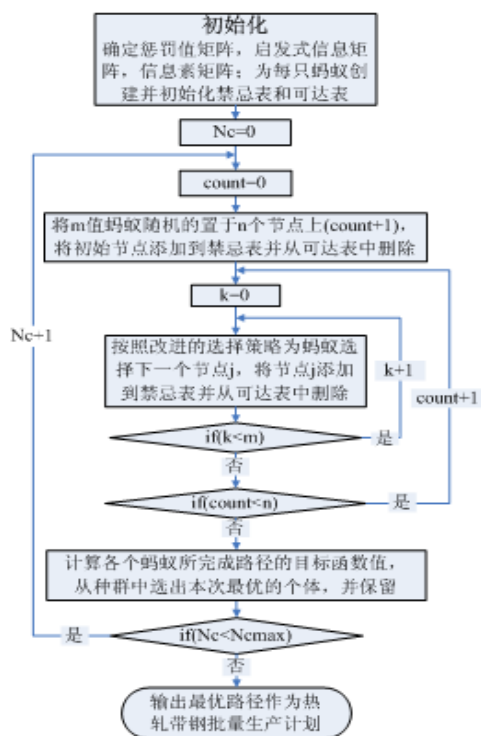 初始化
确定惩罚值矩阵，启发式信息矩
阵，信息素矩阵；为每只蚂蚁创
建并初始化禁忌表和可达表
Nc=0
count=0
将m值蚂蚁随机的置于n个节点上(count+1)，
将初始节点添加到禁忌表并从可达表中删除
k=0
Nc+1
按照改进的选择策略为蚂蚁选
择下一个节点j，将节点j添加
到禁忌表并从可达表中删除
k+1
count+1
if(k<m)
是
否
if(count<n)
是
否
计算各个蚂蚁所完成路径的目标函数值，
从种群中选出本次最优的个体，并保留
是
if(Nc<Ncmax)
否
输出最优路径作为热
轧带钢批量生产计划